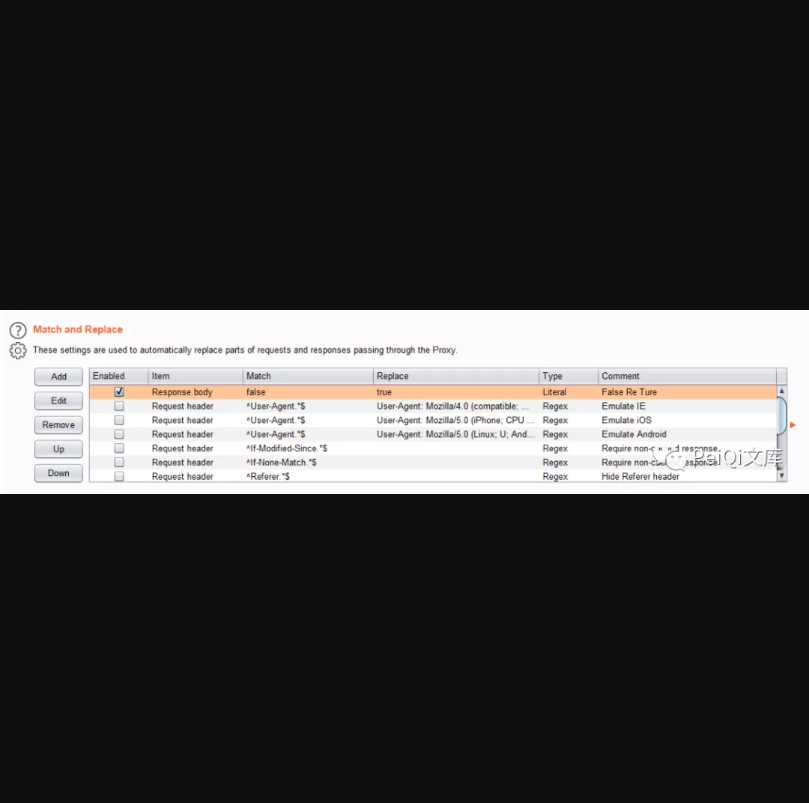 ? Match and Replace
These settings are used to automatically replace parts of requests and responses passing through the Proxy.
Add
Edit
Remove
Up
Down
Enabled Item Match Replace Type Comment
Response body false true Literal False Re Ture
Request header ^User-Agent.*$ User-Agent: Mozilla/4.0 (compatible; ... Regex Emulate IE
Request header ^User-Agent.*$ User-Agent: Mozilla/5.0 (iPhone; CPU ... Regex Emulate iOS
Request header ^User-Agent.*$ User-Agent: Mozilla/5.0 (Linux; U; And... Regex Emulate Android
Request header ^If-Modified-Since.*$ Regex Require response
Request header ^If-None-Match.*$ Regex Require response
Request header ^Referer.*$ Regex Hide Referer header
PeiQi文库